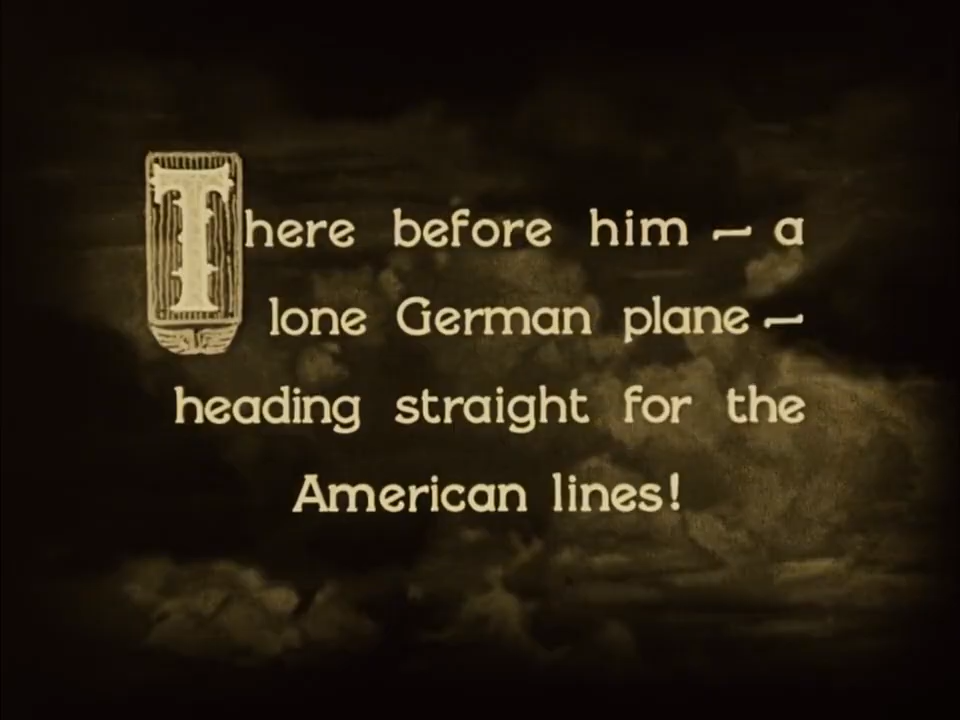 There before him — a
lone German plane —
heading straight for the
American lines!